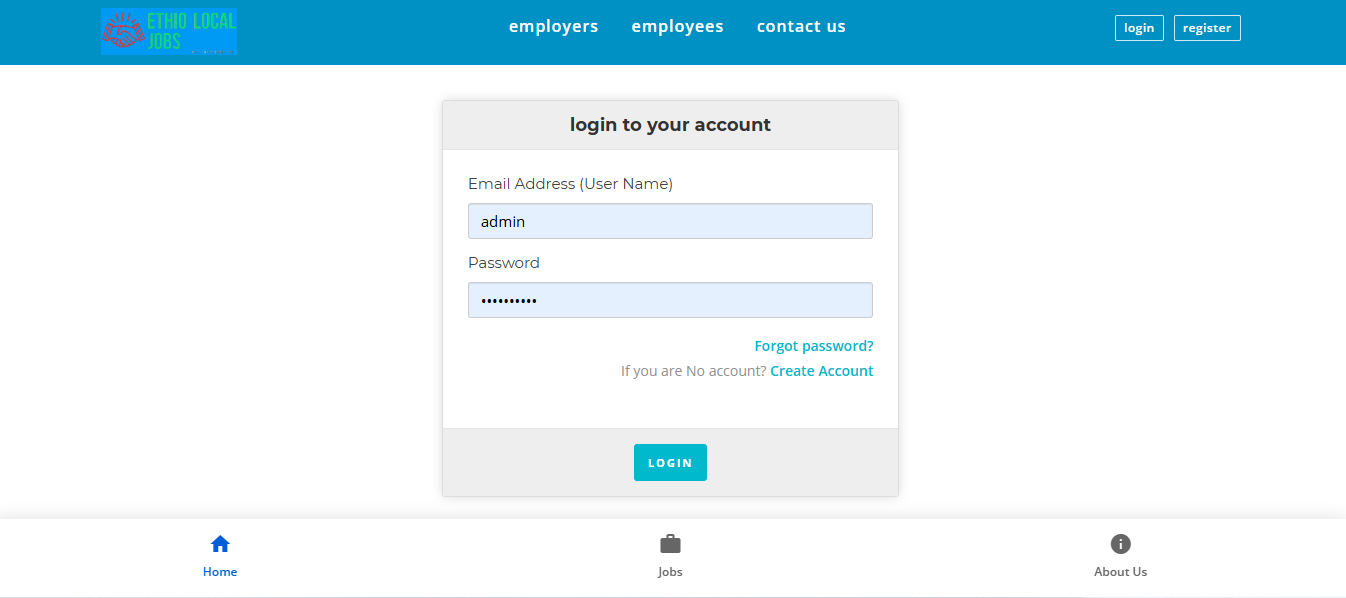 ETHIO LOCAL
JOBS
employers employees contact us
login register
login to your account
Email Address (User Name)
admin
Password
••••••••••
Forgot password?
If you are No account? Create Account
LOGIN
Home Jobs About Us